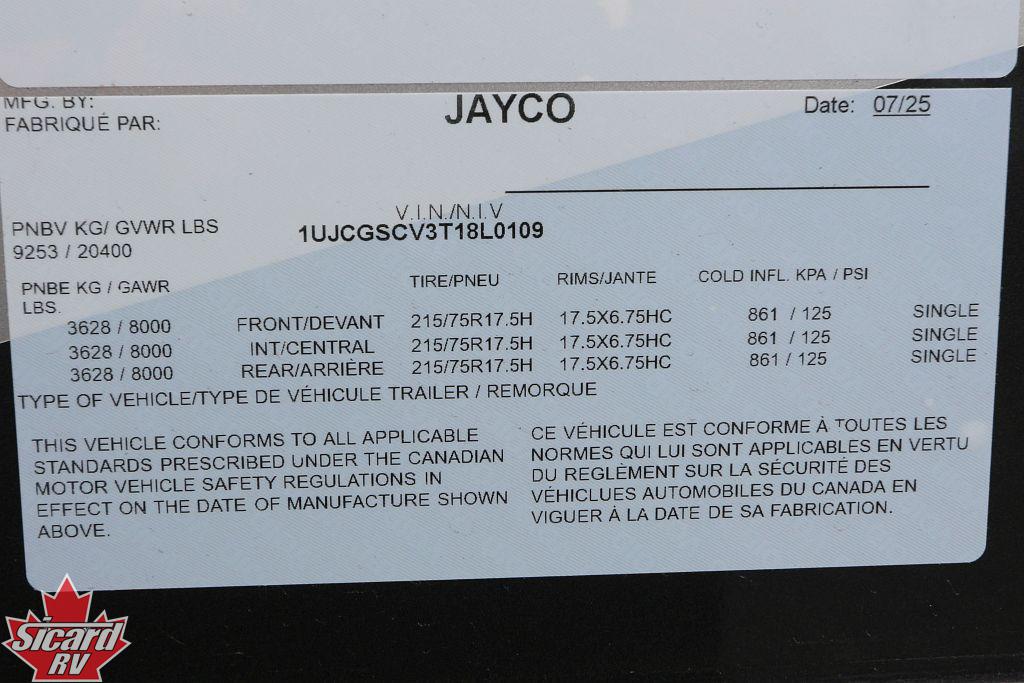 MFG. BY:
FABRIQUÉ PAR:
JAYCO
Date: 07/25
V.I.N./N.I.V
1UJCGSCV3T18L0109
PNBV KG/ GVWR LBS
9253 / 20400
PNBE KG / GAWR LBS.
TIRE/PNEU RIMS/JANTE COLD INFL. KPA / PSI
3628 / 8000 FRONT/DEVANT 215/75R17.5H 17.5X6.75HC 861 / 125 SINGLE
3628 / 8000 INT/CENTRAL 215/75R17.5H 17.5X6.75HC 861 / 125 SINGLE
3628 / 8000 REAR/ARRIÈRE 215/75R17.5H 17.5X6.75HC 861 / 125 SINGLE
TYPE OF VEHICLE/TYPE DE VÉHICULE TRAILER / REMORQUE
THIS VEHICLE CONFORMS TO ALL APPLICABLE
STANDARDS PRESCRIBED UNDER THE CANADIAN
MOTOR VEHICLE SAFETY REGULATIONS IN
EFFECT ON THE DATE OF MANUFACTURE SHOWN
ABOVE.
CE VÉHICULE EST CONFORME À TOUTES LES
NORMES QUI LUI SONT APPLICABLES EN VERTU
DU REGLÈMENT SUR LA SÉCURITÉ DES
VÉHICLUES AUTOMOBILES DU CANADA EN
VIGUER À LA DATE DE SA FABRICATION.
Sicard
RV